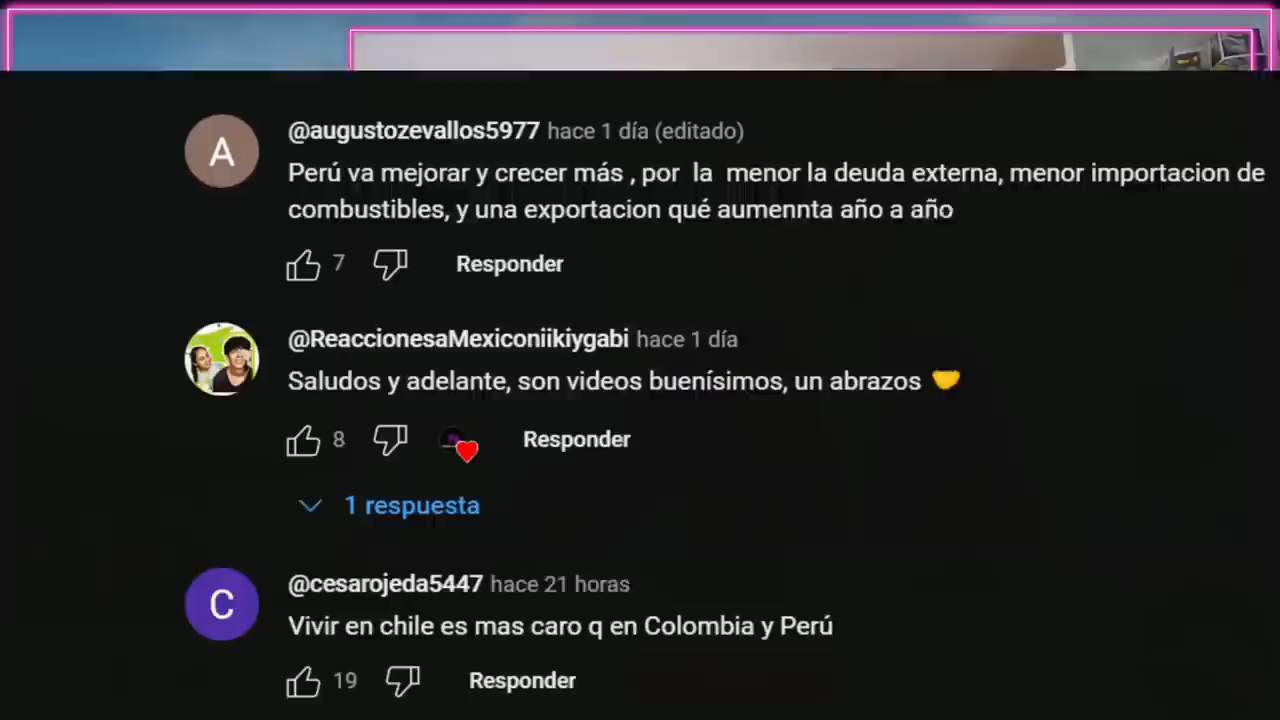 A
@augustozevallos5977 hace 1 día (editado)
Perú va mejorar y crecer más , por la menor la deuda externa, menor importacion de
combustibles, y una exportacion qué aumennta año a año
7 Responder
@ReaccionesaMexiconiikiygabi hace 1 día
Saludos y adelante, son videos buenísimos, un abrazos 🤝
8 Responder
1 respuesta
C
@cesarojeda5447 hace 21 horas
Vivir en chile es mas caro q en Colombia y Perú
19 Responder